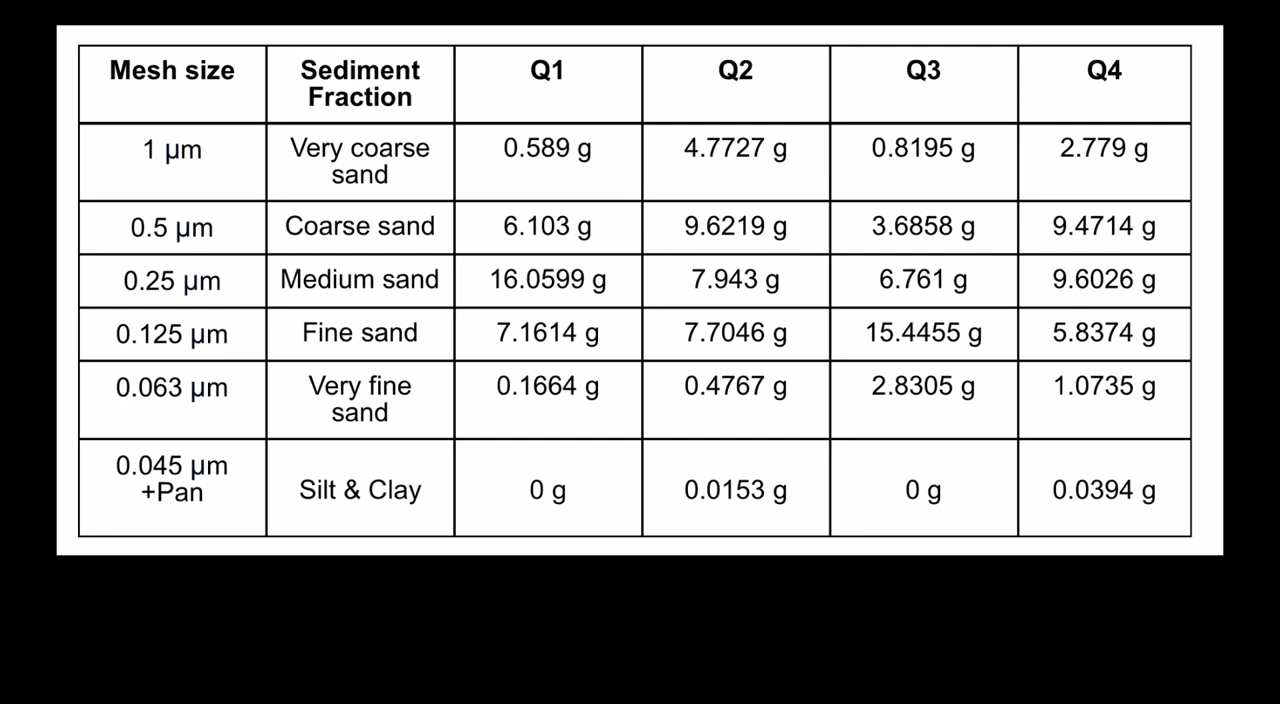 Mesh size Sediment Fraction Q1 Q2 Q3 Q4
1 µm Very coarse sand 0.589 g 4.7727 g 0.8195 g 2.779 g
0.5 µm Coarse sand 6.103 g 9.6219 g 3.6858 g 9.4714 g
0.25 µm Medium sand 16.0599 g 7.943 g 6.761 g 9.6026 g
0.125 µm Fine sand 7.1614 g 7.7046 g 15.4455 g 5.8374 g
0.063 µm Very fine sand 0.1664 g 0.4767 g 2.8305 g 1.0735 g
0.045 µm +Pan Silt & Clay 0 g 0.0153 g 0 g 0.0394 g